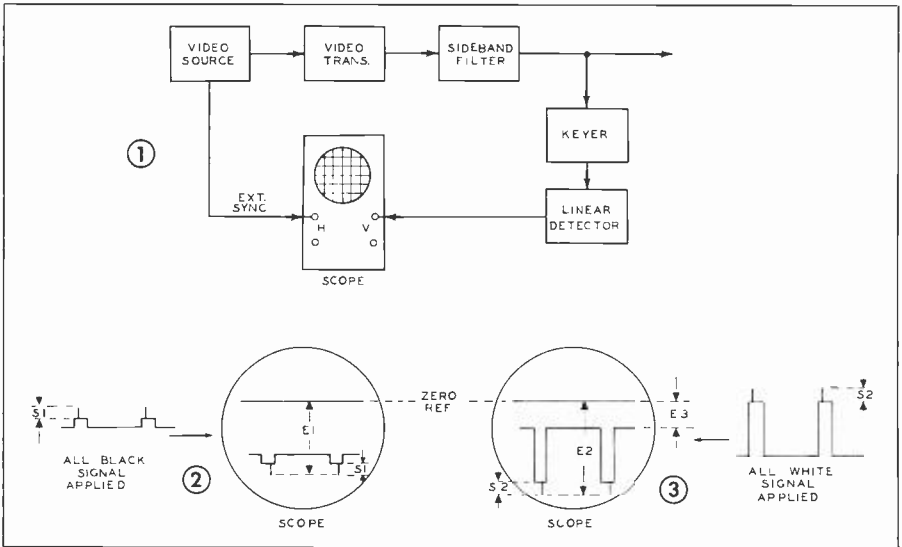 VIDEO
SOURCE
VIDEO
TRANS.
SIDEBAND
FILTER
KEYER
LINEAR
DETECTOR
1
EXT.
SYNC
H
V
SCOPE
ZERO
REF
S1
E1
S1
ALL BLACK
SIGNAL
APPLIED
2
SCOPE
E3
E2
S2
S2
3
SCOPE
ALL WHITE
SIGNAL
APPLIED